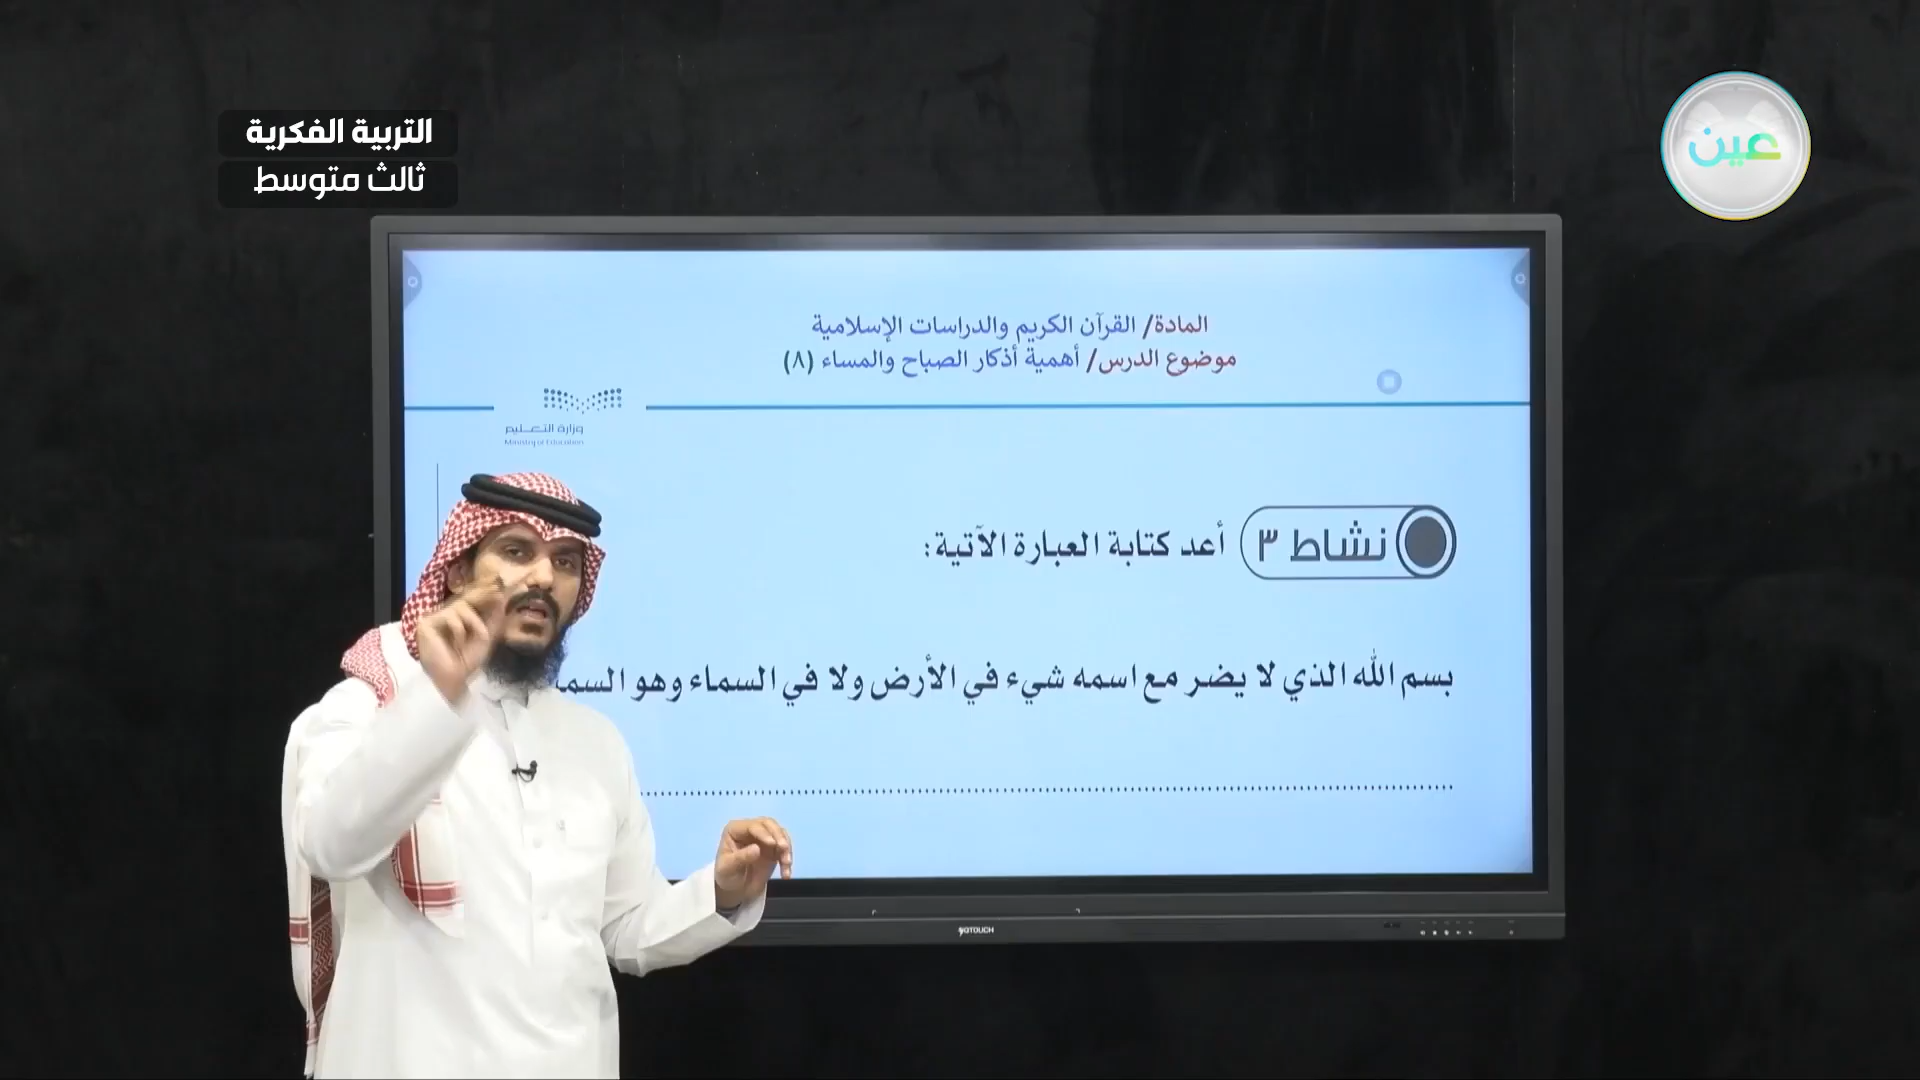 التربية الفكرية
ثالث متوسط
عين
المادة/ القرآن الكريم والدراسات الإسلامية
موضوع الدرس/ أهمية أذكار الصباح والمساء (٨)
وزارة التعليم
Ministry of Education
نشاط ٣ أعد كتابة العبارة الآتية:
بسم الله الذي لا يضر مع اسمه شيء في الأرض ولا في السماء وهو